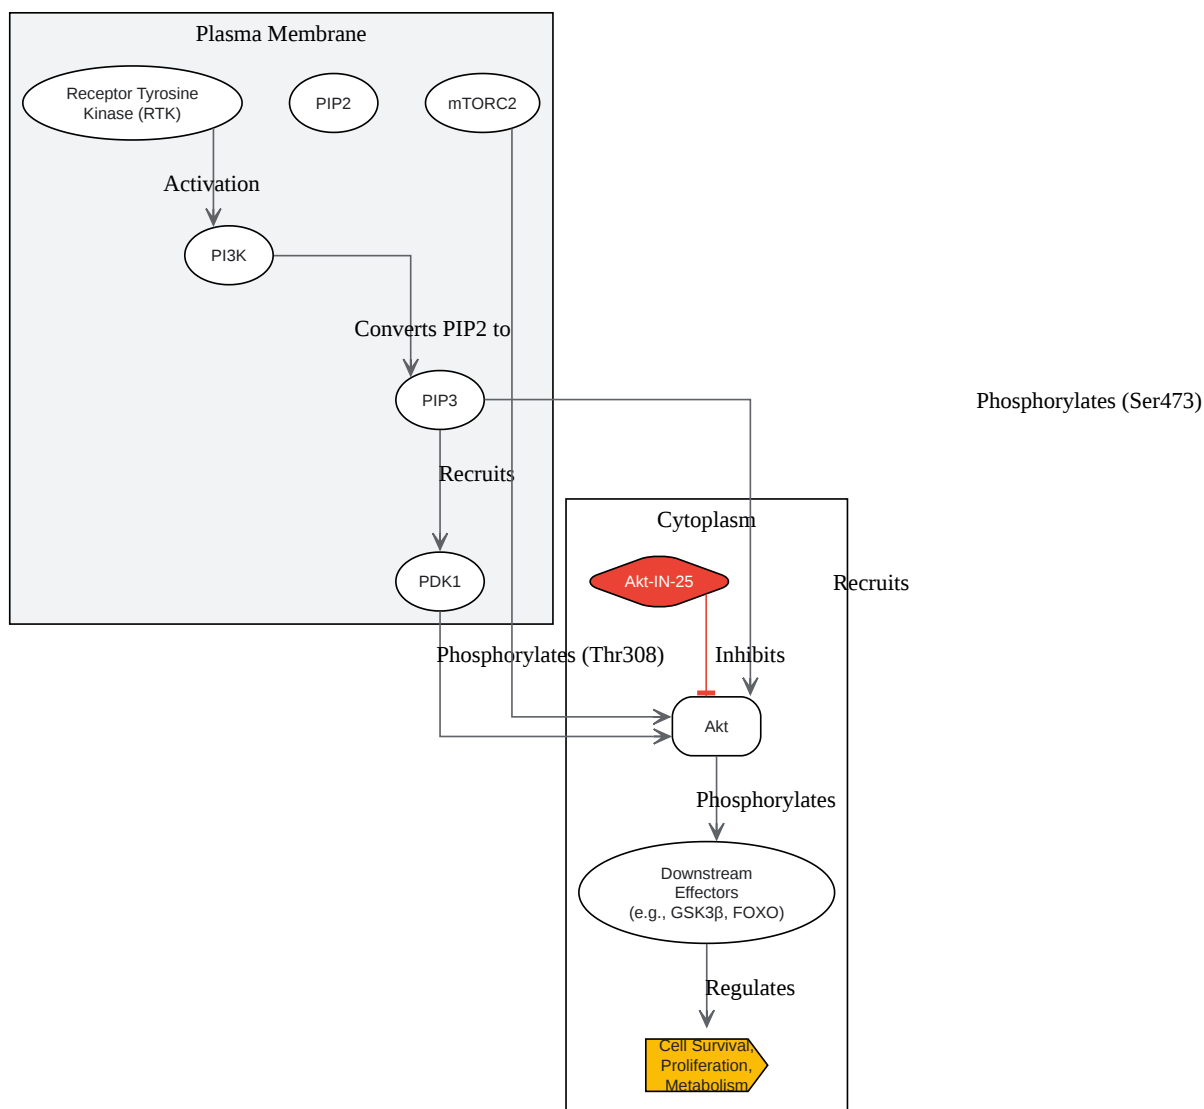 Plasma Membrane
Receptor Tyrosine
Kinase (RTK)
PIP2
mTORC2
Activation
PI3K
Converts PIP2 to
PIP3
Phosphorylates (Ser473)
Recruits
Cytoplasm
PDK1
Akt-IN-25
Recruits
Phosphorylates (Thr308)
Inhibits
Akt
Phosphorylates
Downstream
Effectors
(e.g., GSK3β, FOXO)
Regulates
Cell Survival,
Proliferation,
Metabolism